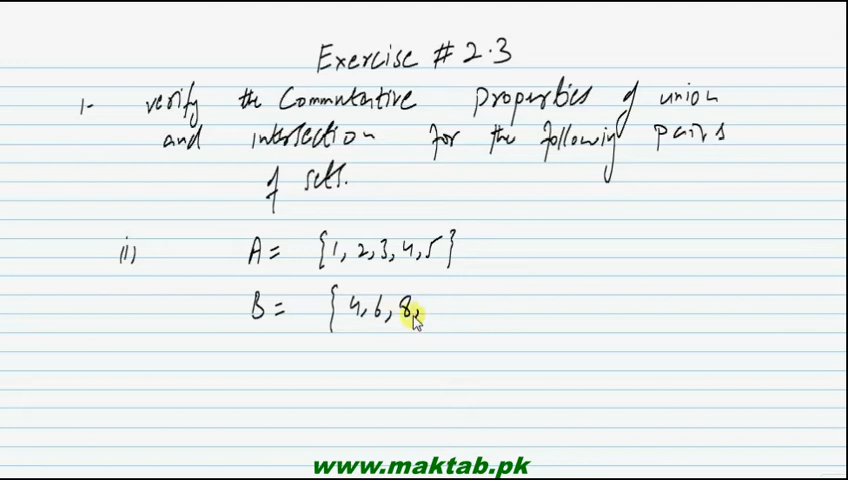 Exercise # 2.3
1- verify the Commutative Properties of union
and intersection for the following pairs
of sets.
i) A = {1, 2, 3, 4, 5}
B = { 4, 6, 8,
www.maktab.pk